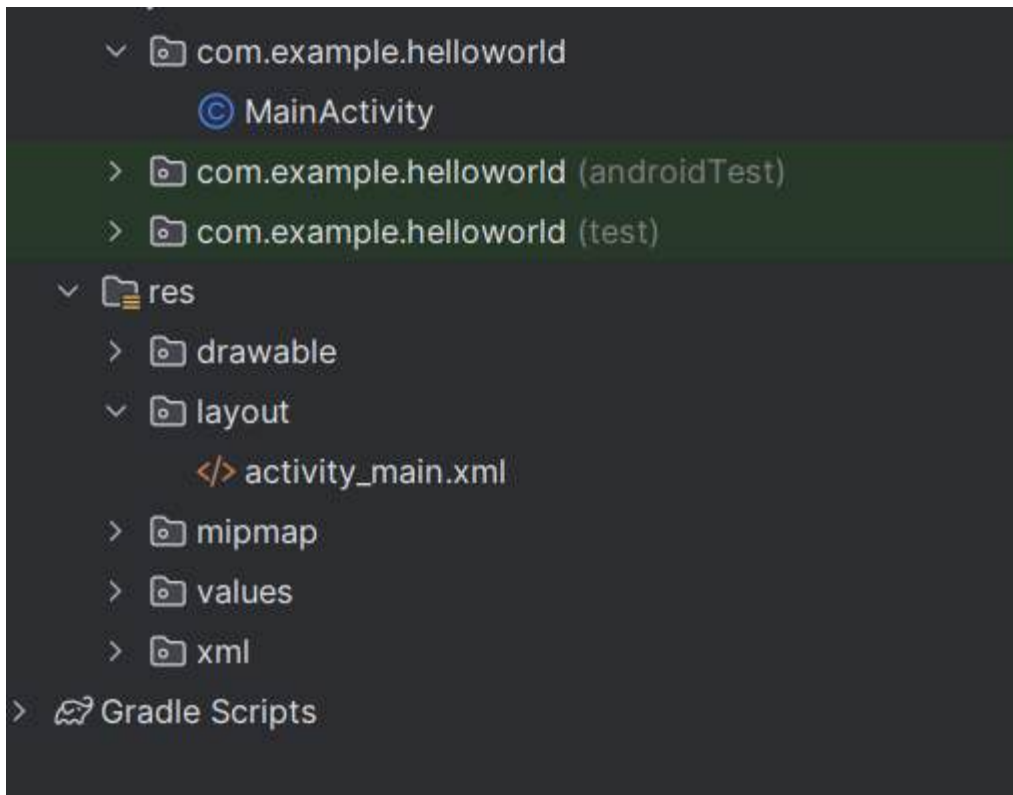 com.example.helloworld
MainActivity
com.example.helloworld (androidTest)
com.example.helloworld (test)
res
drawable
layout
activity_main.xml
mipmap
values
xml
Gradle Scripts